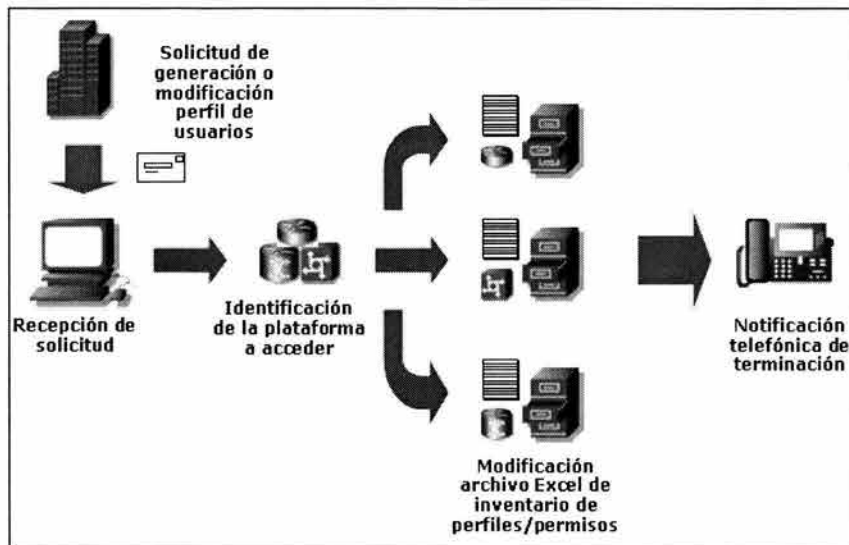 Solicitud de
generación o
modificación
perfil de
usuarios
Recepción de
solicitud
Identificación
de la plataforma
a acceder
Modificación
archivo Excel de
inventario de
perfiles/permisos
Notificación
telefónica de
terminación